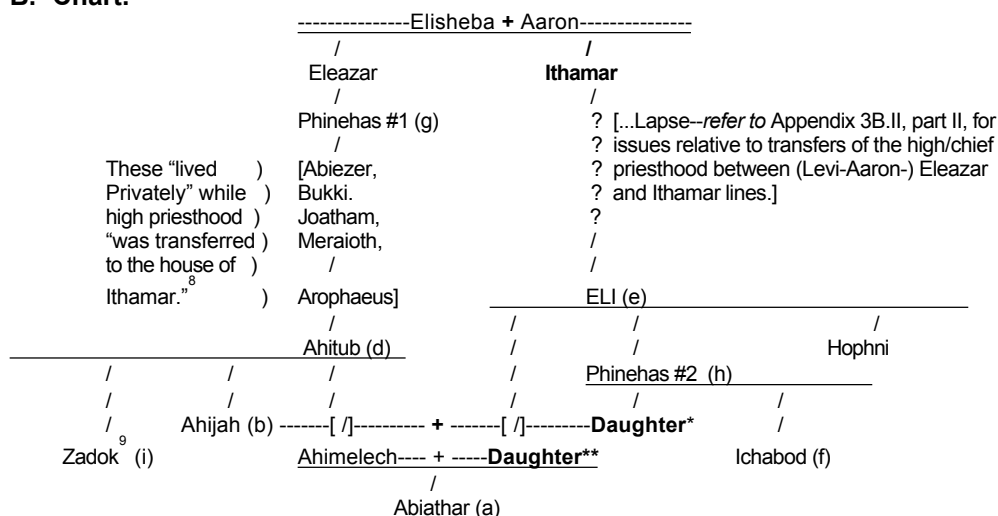 B. Chart.
---------------Elisheba + Aaron---------------
/ /
Eleazar Ithamar
/ /
Phinehas #1 (g) ? [...Lapse--refer to Appendix 3B.II, part II, for
/ ? issues relative to transfers of the high/chief
These “lived ) [Abiezer, ? priesthood between (Levi-Aaron-) Eleazar
Privately” while ) Bukki. ? and Ithamar lines.]
high priesthood ) Joatham, ?
“was transferred ) Meraioth, /
to the house of ) / /
Ithamar.”8 ) Arophaeus] ELI (e)
/ / / /
Ahitub (d) / / Hophni
/ / / / Phinehas #2 (h)
/ / / / / /
/ Ahijah (b) -------[ /]---------- + -------[ /]---------Daughter* /
Zadok9 (i) Ahimelech---- + -----Daughter** Ichabod (f)
/
Abiathar (a)